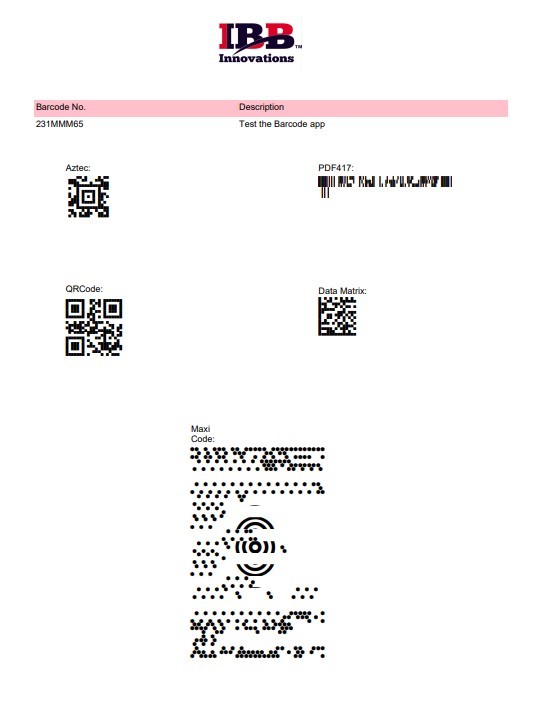 IBB™
Innovations
Barcode No. Description
231MMM65 Test the Barcode app
Aztec: PDF417:
QRCode: Data Matrix:
Maxi
Code: